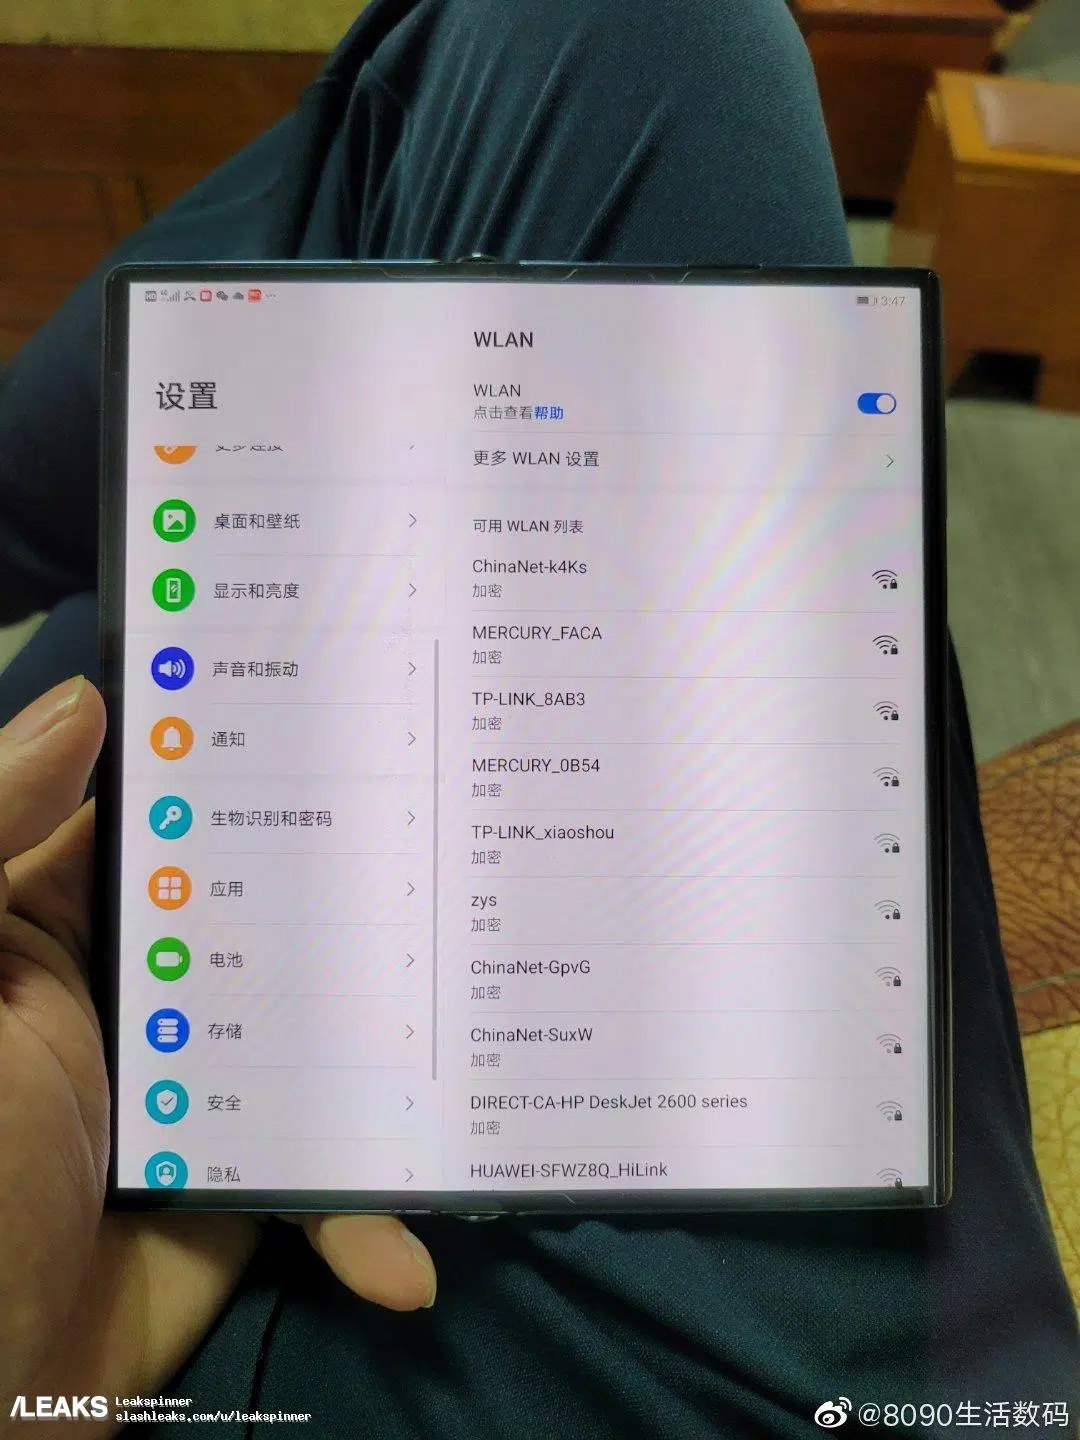 HD 3:47
设置
更多连接
桌面和壁纸
显示和亮度
声音和振动
通知
生物识别和密码
应用
电池
存储
安全
隐私
WLAN
WLAN
点击查看帮助
更多 WLAN 设置
可用 WLAN 列表
ChinaNet-k4Ks
加密
MERCURY_FACA
加密
TP-LINK_8AB3
加密
MERCURY_0B54
加密
TP-LINK_xiaoshou
加密
zys
加密
ChinaNet-GpvG
加密
ChinaNet-SuxW
加密
DIRECT-CA-HP DeskJet 2600 series
加密
HUAWEI-SFWZ8Q_HiLink
/LEAKS
Leakspinner
slashleaks.com/u/leakspinner
@8090生活数码